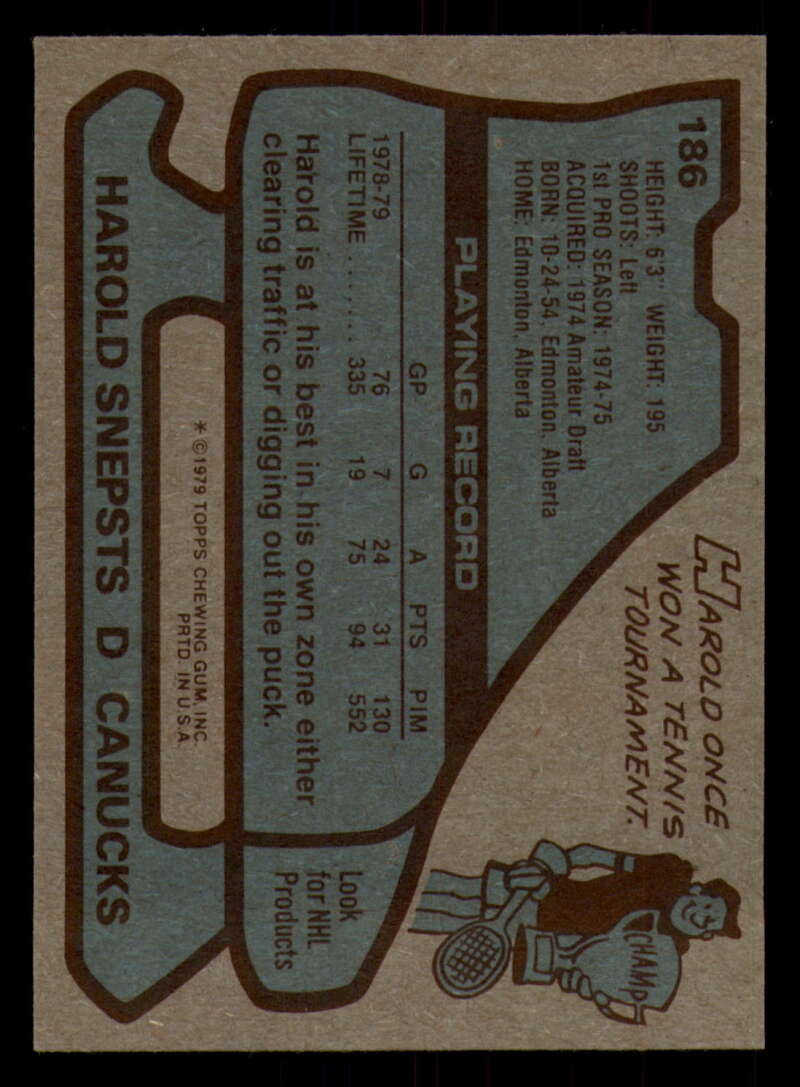 186
HEIGHT: 6'3" WEIGHT: 195
SHOOTS: Left
1st PRO SEASON: 1974-75
ACQUIRED: 1974 Amateur Draft
BORN: 10-24-54, Edmonton, Alberta
HOME: Edmonton, Alberta
HAROLD ONCE
WON A TENNIS
TOURNAMENT.
CHAMP
PLAYING RECORD
GP G A PTS PIM
1978-79 76 7 24 31 130
LIFETIME ....... 335 19 75 94 552
Harold is at his best in his own zone either
clearing traffic or digging out the puck.
Look
for NHL
Products
* ©1979 TOPPS CHEWING GUM, INC.
PRTD. IN U.S.A.
HAROLD SNEPSTS D CANUCKS